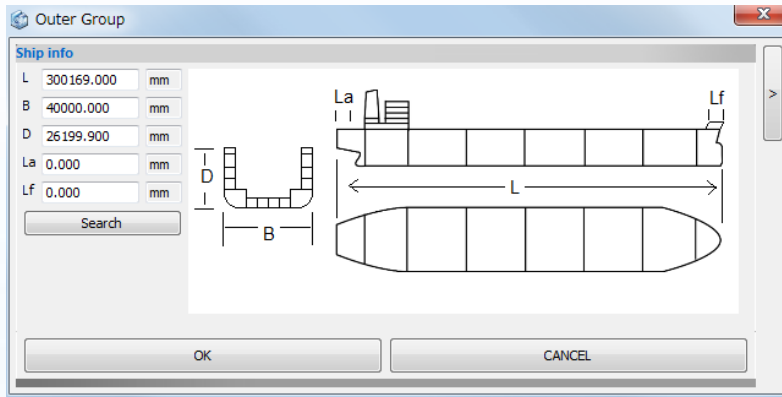 Outer Group
Ship info
L 300169.000 mm
B 40000.000 mm
D 26199.900 mm
La 0.000 mm
Lf 0.000 mm
Search
La
Lf
D
L
B
>
OK CANCEL